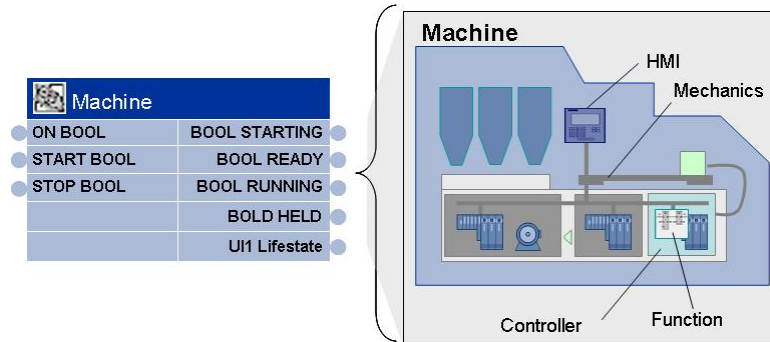 Machine
ON BOOL BOOL STARTING
START BOOL BOOL READY
STOP BOOL BOOL RUNNING
BOLD HELD
UI1 Lifestate
Machine
HMI
Mechanics
Controller
Function